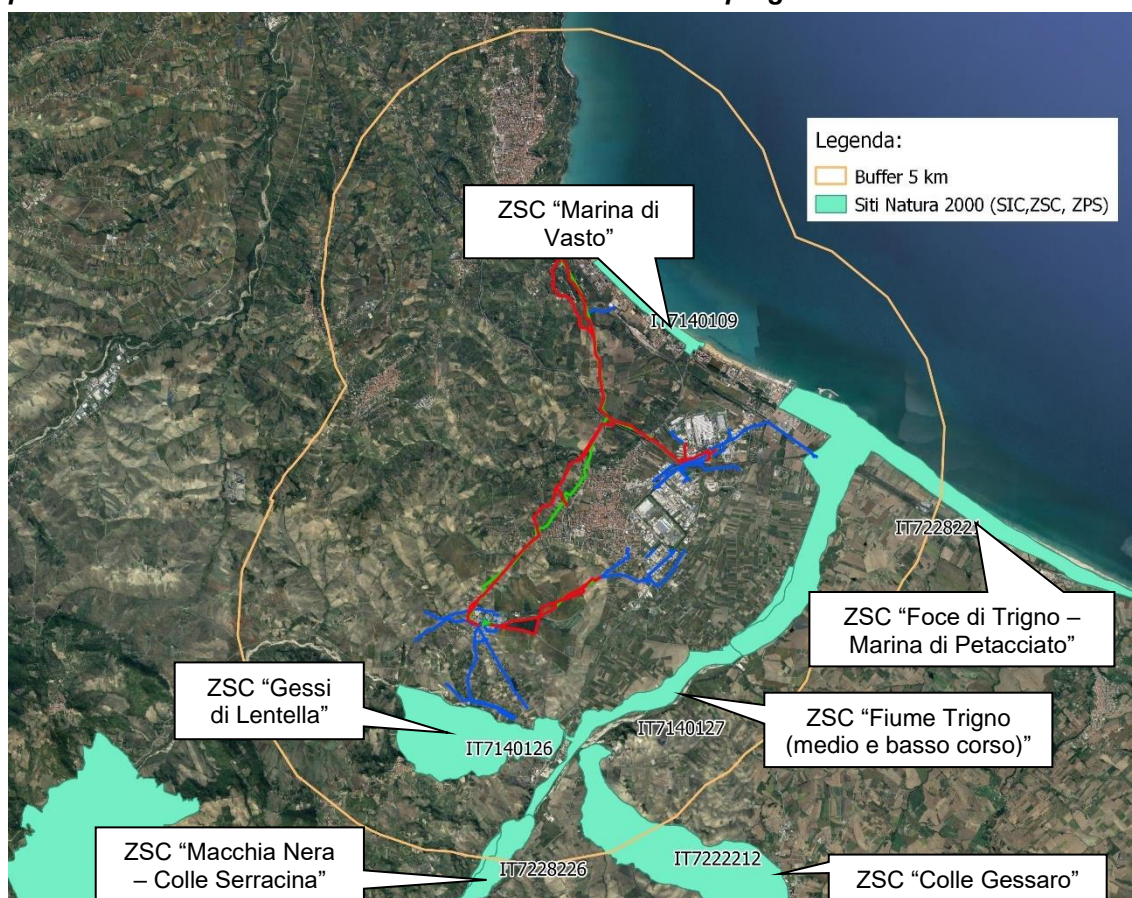 Legenda:
Buffer 5 km
Siti Natura 2000 (SIC,ZSC, ZPS)
ZSC “Marina di
Vasto”
IT7140109
IT722822
ZSC “Foce di Trigno –
Marina di Petacciato”
ZSC “Gessi
di Lentella”
IT7140126
IT7140127
ZSC “Fiume Trigno
(medio e basso corso)”
ZSC “Macchia Nera
– Colle Serracina”
IT7228226
IT7222212
ZSC “Colle Gessaro”